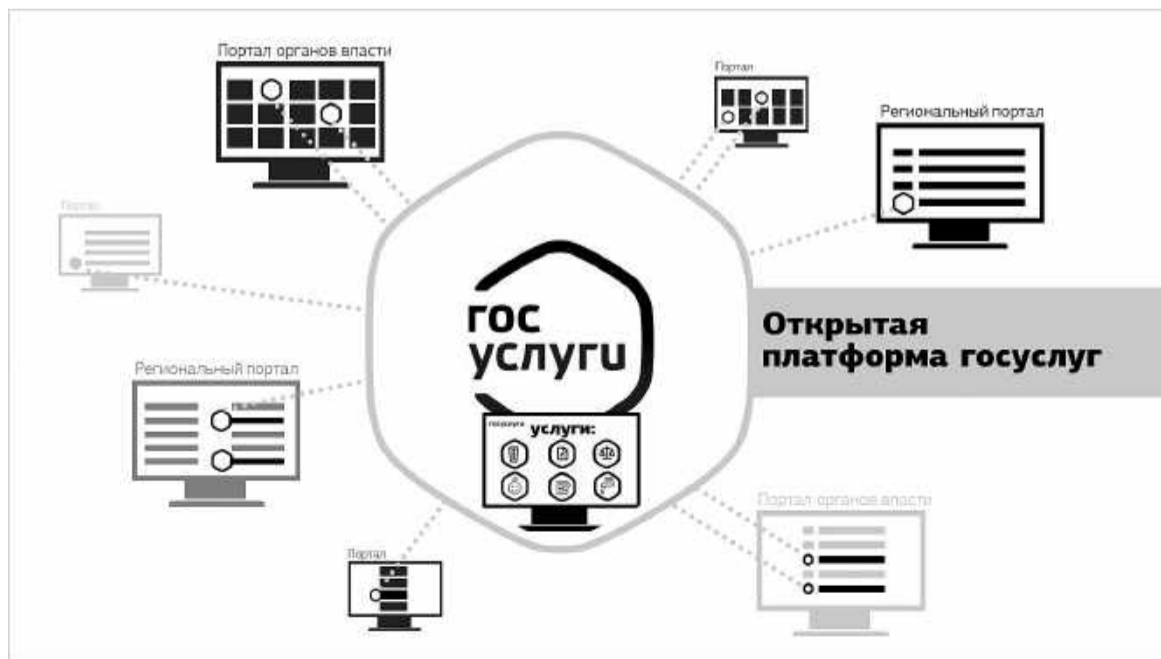 Портал органов власти
Портал
Региональный портал
Портал
гос
услуги
Открытая
платформа госуслуг
Региональный портал
госуслуги
услуги:
Портал органов власти
Портал